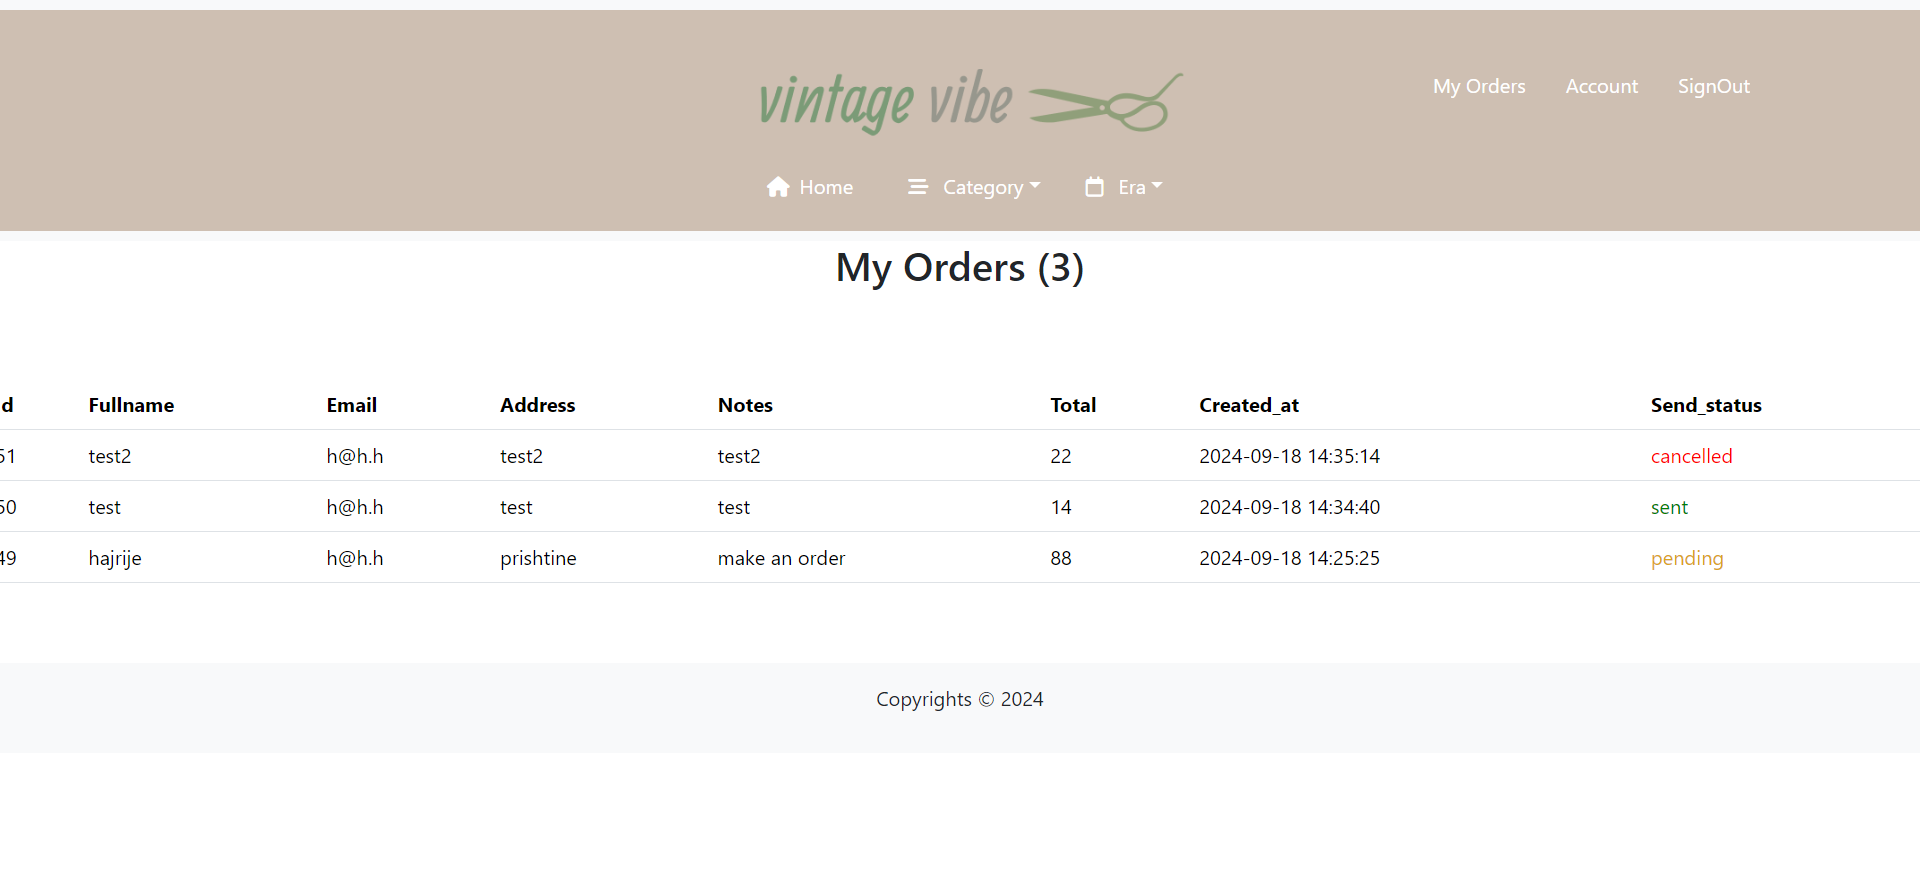 vintage vibe
My Orders Account SignOut
Home Category Era
My Orders (3)
d Fullname Email Address Notes Total Created_at Send_status
51 test2 h@h.h test2 test2 22 2024-09-18 14:35:14 cancelled
50 test h@h.h test test 14 2024-09-18 14:34:40 sent
49 hajrije h@h.h prishtine make an order 88 2024-09-18 14:25:25 pending
Copyrights © 2024